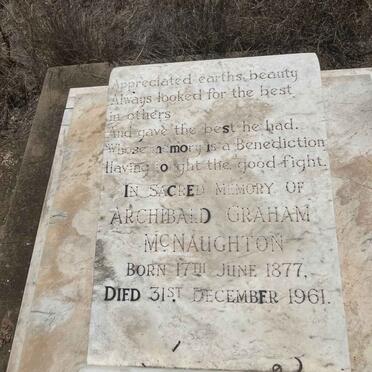 Appreciated earths beauty
Always looked for the best
in others
And gave the best he had.
Whose memory is a Benediction
Having fought the good fight.
IN SACRED MEMORY OF
ARCHIBALD GRAHAM
McNAUGHTON
BORN 17TH JUNE 1877,
DIED 31ST DECEMBER 1961.